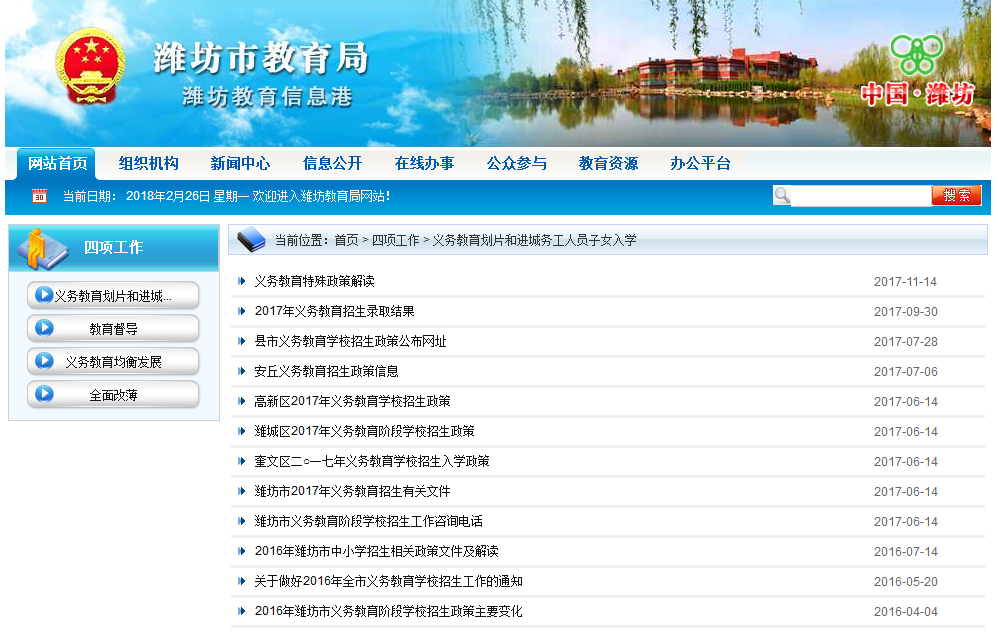 潍坊市教育局
潍坊教育信息港
中国·潍坊
网站首页 组织机构 新闻中心 信息公开 在线办事 公众参与 教育资源 办公平台
30 当前日期： 2018年2月26日 星期一 欢迎进入潍坊教育局网站！ 搜索
四项工作
义务教育划片和进城...
教育督导
义务教育均衡发展
全面改薄
当前位置：首页 > 四项工作 > 义务教育划片和进城务工人员子女入学
义务教育特殊政策解读 2017-11-14
2017年义务教育招生录取结果 2017-09-30
县市义务教育学校招生政策公布网址 2017-07-28
安丘义务教育招生政策信息 2017-07-06
高新区2017年义务教育学校招生政策 2017-06-14
潍城区2017年义务教育阶段学校招生政策 2017-06-14
奎文区二○一七年义务教育学校招生入学政策 2017-06-14
潍坊市2017年义务教育招生有关文件 2017-06-14
潍坊市义务教育阶段学校招生工作咨询电话 2017-06-14
2016年潍坊市中小学招生相关政策文件及解读 2016-07-14
关于做好2016年全市义务教育学校招生工作的通知 2016-05-20
2016年潍坊市义务教育阶段学校招生政策主要变化 2016-04-04